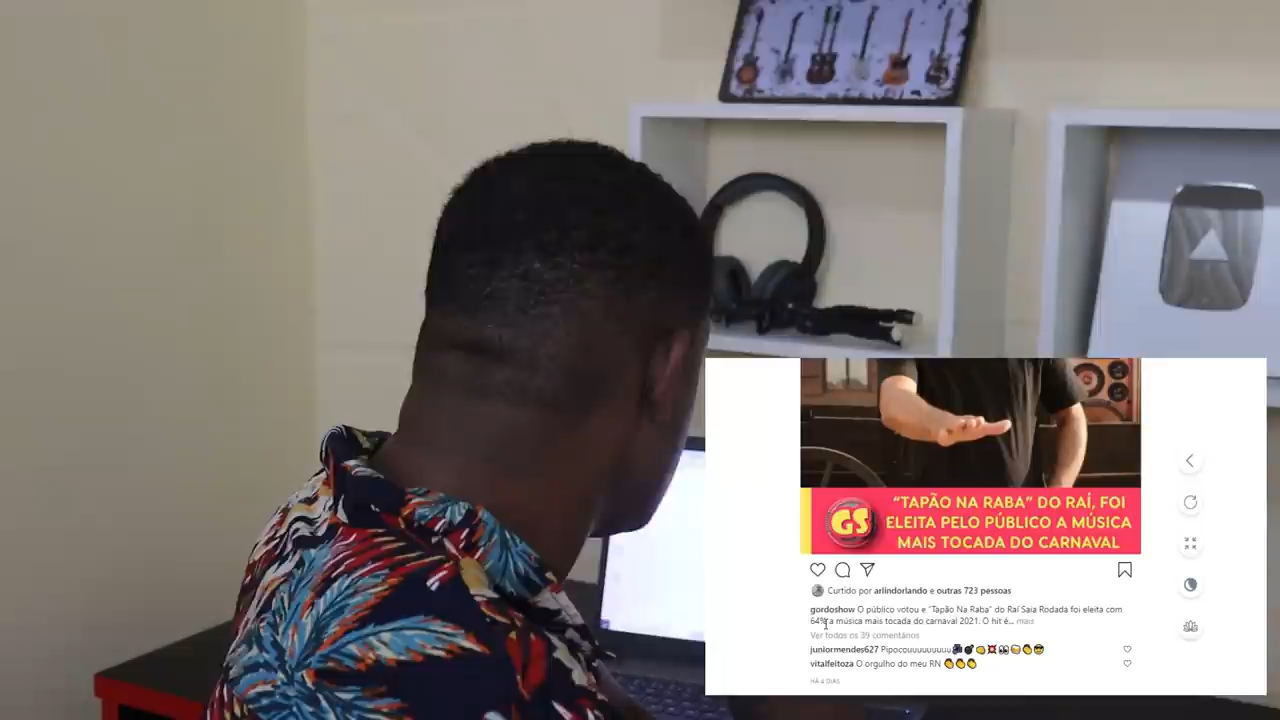 GS
“TAPÃO NA RABA” DO RAÍ, FOI
ELEITA PELO PÚBLICO A MÚSICA
MAIS TOCADA DO CARNAVAL
Curtido por arlindorlando e outras 723 pessoas
gordoshow O público votou e “Tapão Na Raba” do Raí Saia Rodada foi eleita com
64% a música mais tocada do carnaval 2021. O hit é... mais
Ver todos os 39 comentários
juniormendes627 Pipocouuuuuuuuu
vitalfeitoza O orgulho do meu RN
HÁ 4 DIAS